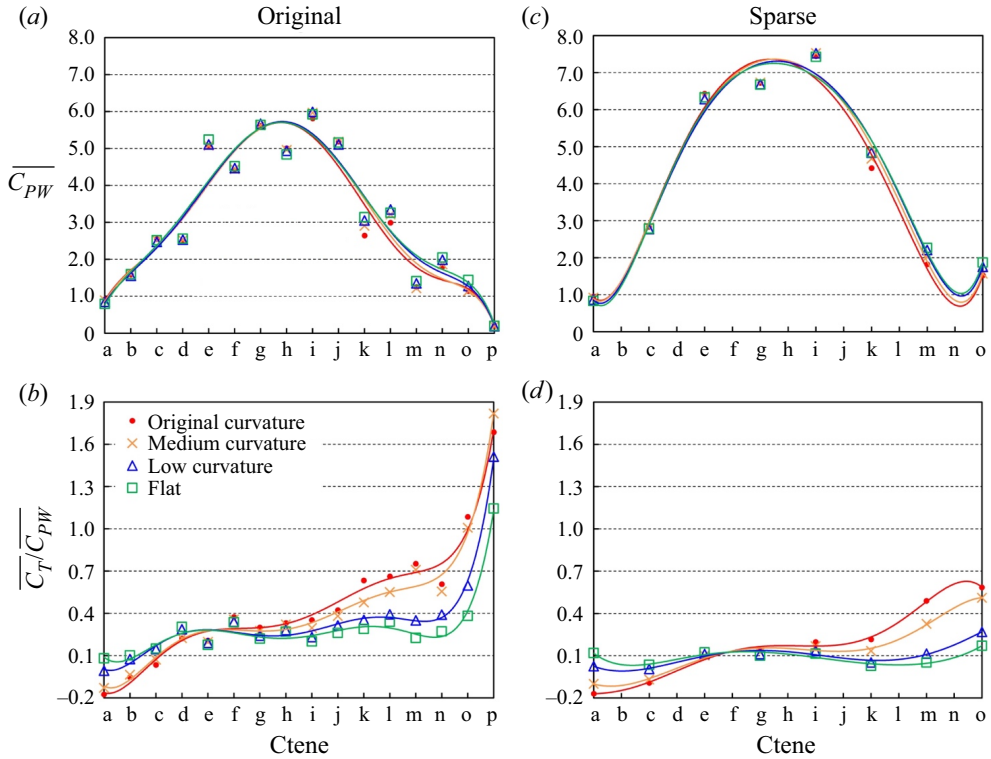 (a) Original
(c) Sparse
8.0
7.0
6.0
5.0
4.0
3.0
2.0
1.0
0
C_PW
a b c d e f g h i j k l m n o p
8.0
7.0
6.0
5.0
4.0
3.0
2.0
1.0
0
a b c d e f g h i j k l m n o
(b)
1.9
1.6
1.3
1.0
0.7
0.4
0.1
−0.2
C_T/C_PW
Original curvature
Medium curvature
Low curvature
Flat
a b c d e f g h i j k l m n o p
Ctene
(d)
1.9
1.6
1.3
1.0
0.7
0.4
0.1
−0.2
a b c d e f g h i j k l m n o
Ctene